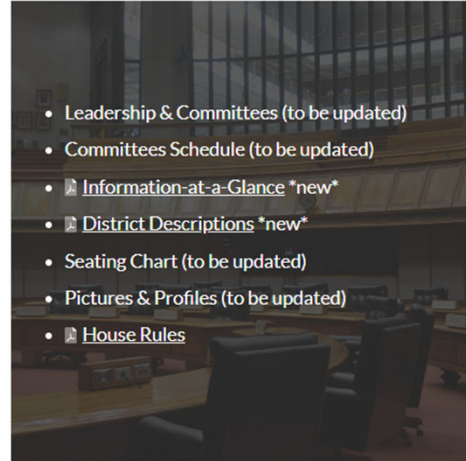 Leadership & Committees (to be updated)
Committees Schedule (to be updated)
Information-at-a-Glance *new*
District Descriptions *new*
Seating Chart (to be updated)
Pictures & Profiles (to be updated)
House Rules